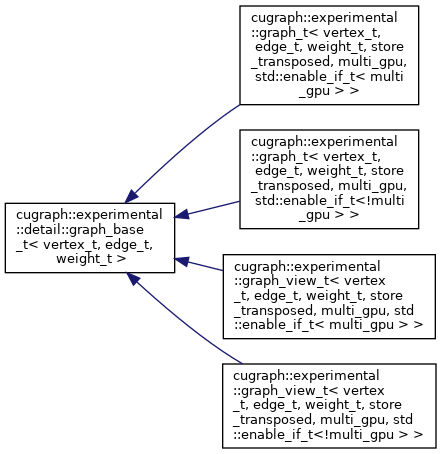 cugraph::experimental
::graph_t< vertex_t,
edge_t, weight_t, store
_transposed, multi_gpu,
std::enable_if_t< multi
_gpu > >
cugraph::experimental
::graph_t< vertex_t,
edge_t, weight_t, store
_transposed, multi_gpu,
std::enable_if_t<!multi
_gpu > >
cugraph::experimental
::detail::graph_base
_t< vertex_t, edge_t,
weight_t >
cugraph::experimental
::graph_view_t< vertex
_t, edge_t, weight_t, store
_transposed, multi_gpu, std
::enable_if_t< multi_gpu > >
cugraph::experimental
::graph_view_t< vertex
_t, edge_t, weight_t, store
_transposed, multi_gpu, std
::enable_if_t<!multi_gpu > >